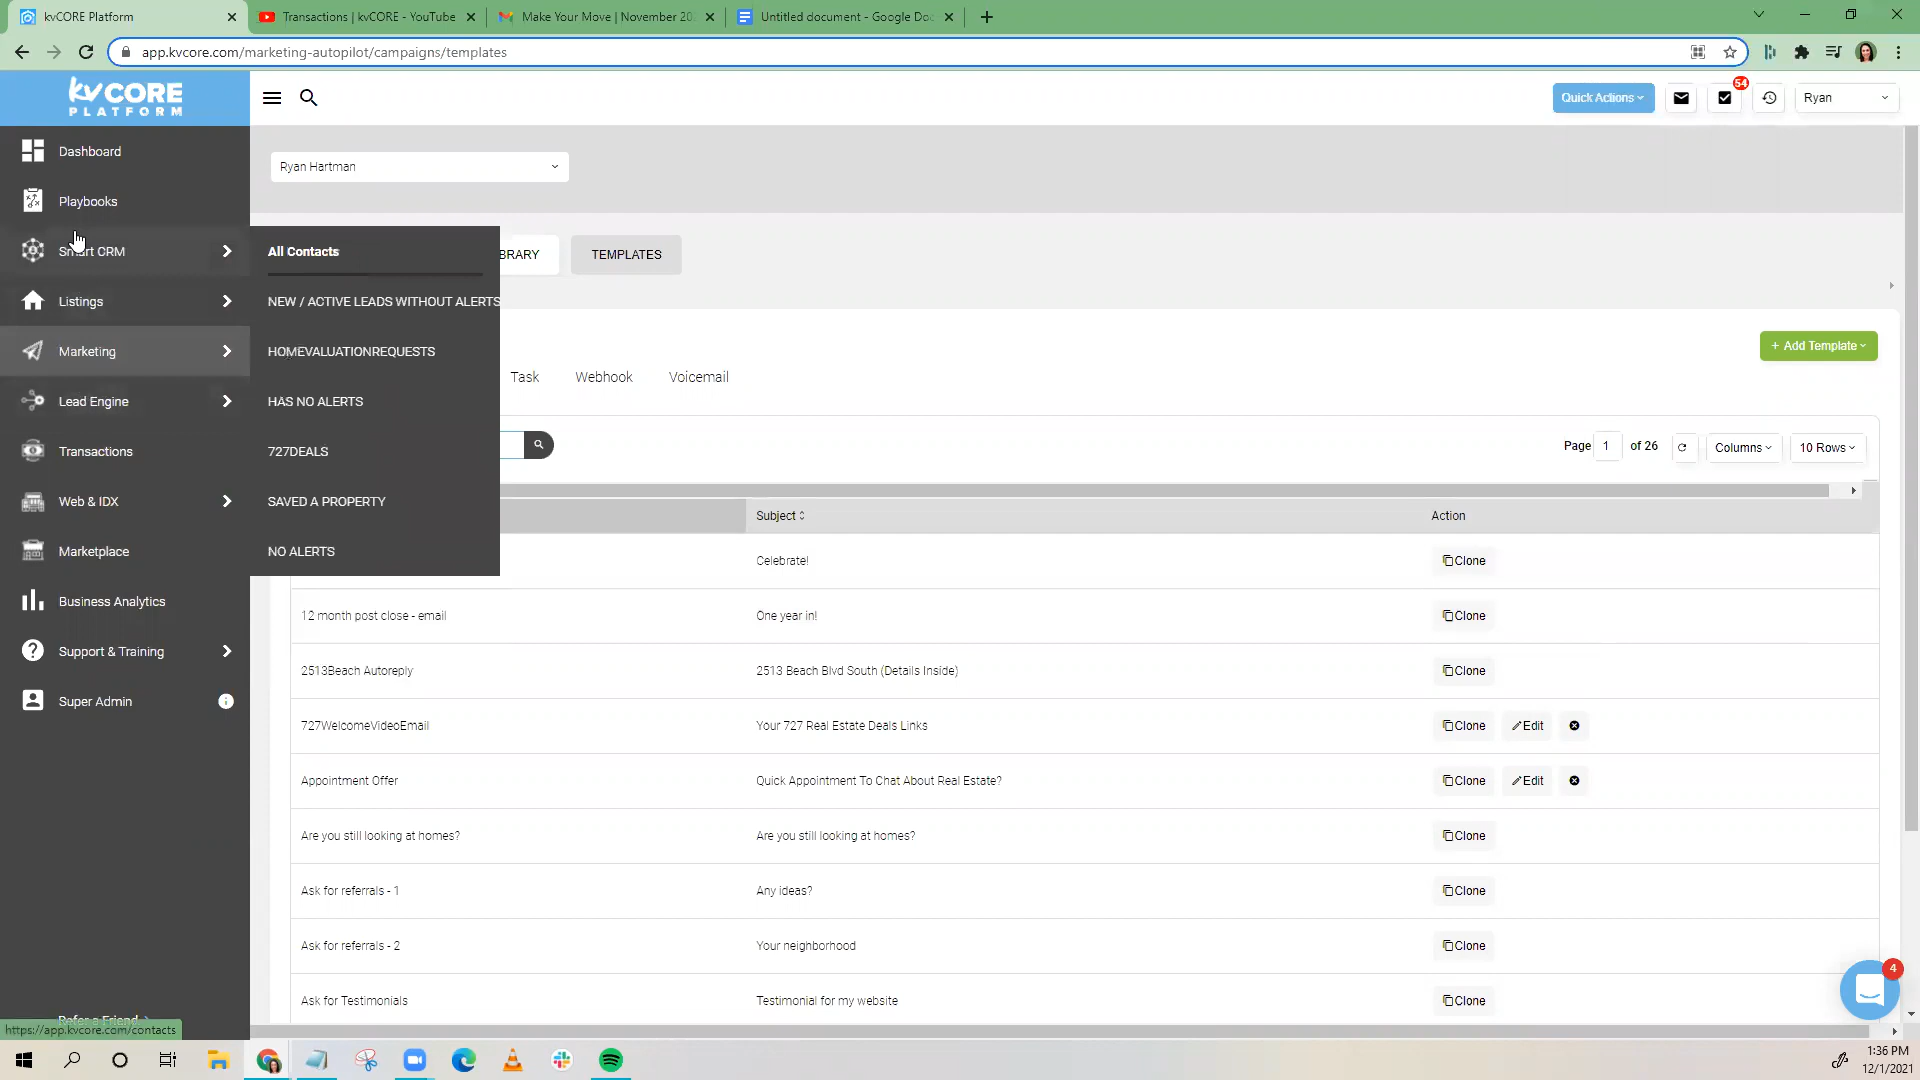 kvCORE Platform
Transactions | kvCORE - YouTube
Make Your Move | November 202
Untitled document - Google Doc
app.kvcore.com/marketing-autopilot/campaigns/templates
kvCORE
PLATFORM
Quick Actions
54
Ryan
Dashboard
Ryan Hartman
Playbooks
Smart CRM
All Contacts
BRARY
TEMPLATES
Listings
NEW / ACTIVE LEADS WITHOUT ALERTS
Marketing
HOMEVALUATIONREQUESTS
+ Add Template
Task
Webhook
Voicemail
Lead Engine
HAS NO ALERTS
Transactions
727DEALS
Page 1 of 26
Columns
10 Rows
Web & IDX
SAVED A PROPERTY
Subject
Action
Marketplace
NO ALERTS
Celebrate!
Clone
Business Analytics
12 month post close - email
One year in!
Clone
Support & Training
2513Beach Autoreply
2513 Beach Blvd South (Details Inside)
Clone
Super Admin
727WelcomeVideoEmail
Your 727 Real Estate Deals Links
Clone
Edit
Appointment Offer
Quick Appointment To Chat About Real Estate?
Clone
Edit
Are you still looking at homes?
Are you still looking at homes?
Clone
Ask for referrals - 1
Any ideas?
Clone
Ask for referrals - 2
Your neighborhood
Clone
4
Ask for Testimonials
Testimonial for my website
Clone
Refer a Friend
https://app.kvcore.com/contacts
1:36 PM
12/1/2021